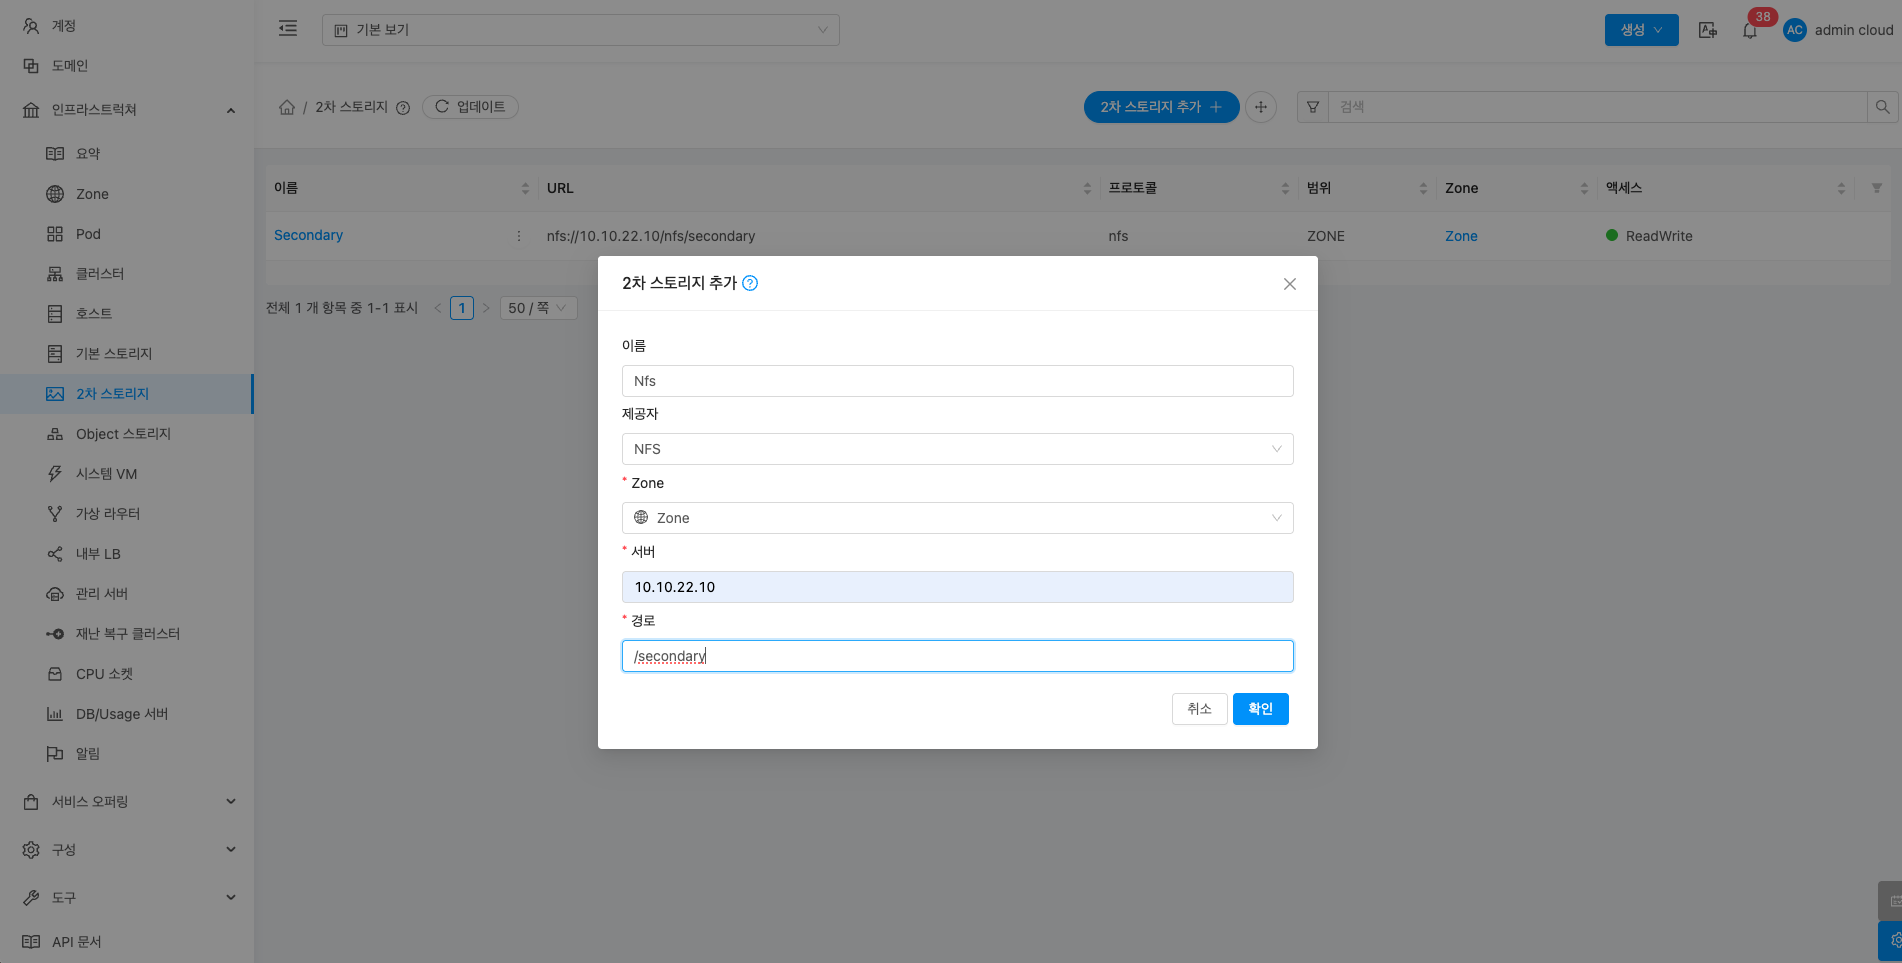 계정
도메인
인프라스트럭쳐
요약
Zone
Pod
클러스터
호스트
기본 스토리지
2차 스토리지
Object 스토리지
시스템 VM
가상 라우터
내부 LB
관리 서버
재난 복구 클러스터
CPU 소켓
DB/Usage 서버
알림
서비스 오퍼링
구성
도구
API 문서
기본 보기
생성
38
AC
admin cloud
/ 2차 스토리지
업데이트
2차 스토리지 추가
검색
이름 URL 프로토콜 범위 Zone 액세스
Secondary nfs://10.10.22.10/nfs/secondary nfs ZONE Zone ReadWrite
전체 1 개 항목 중 1-1 표시 < 1 > 50 / 쪽
2차 스토리지 추가
이름
Nfs
제공자
NFS
* Zone
Zone
* 서버
10.10.22.10
* 경로
/secondary
취소 확인